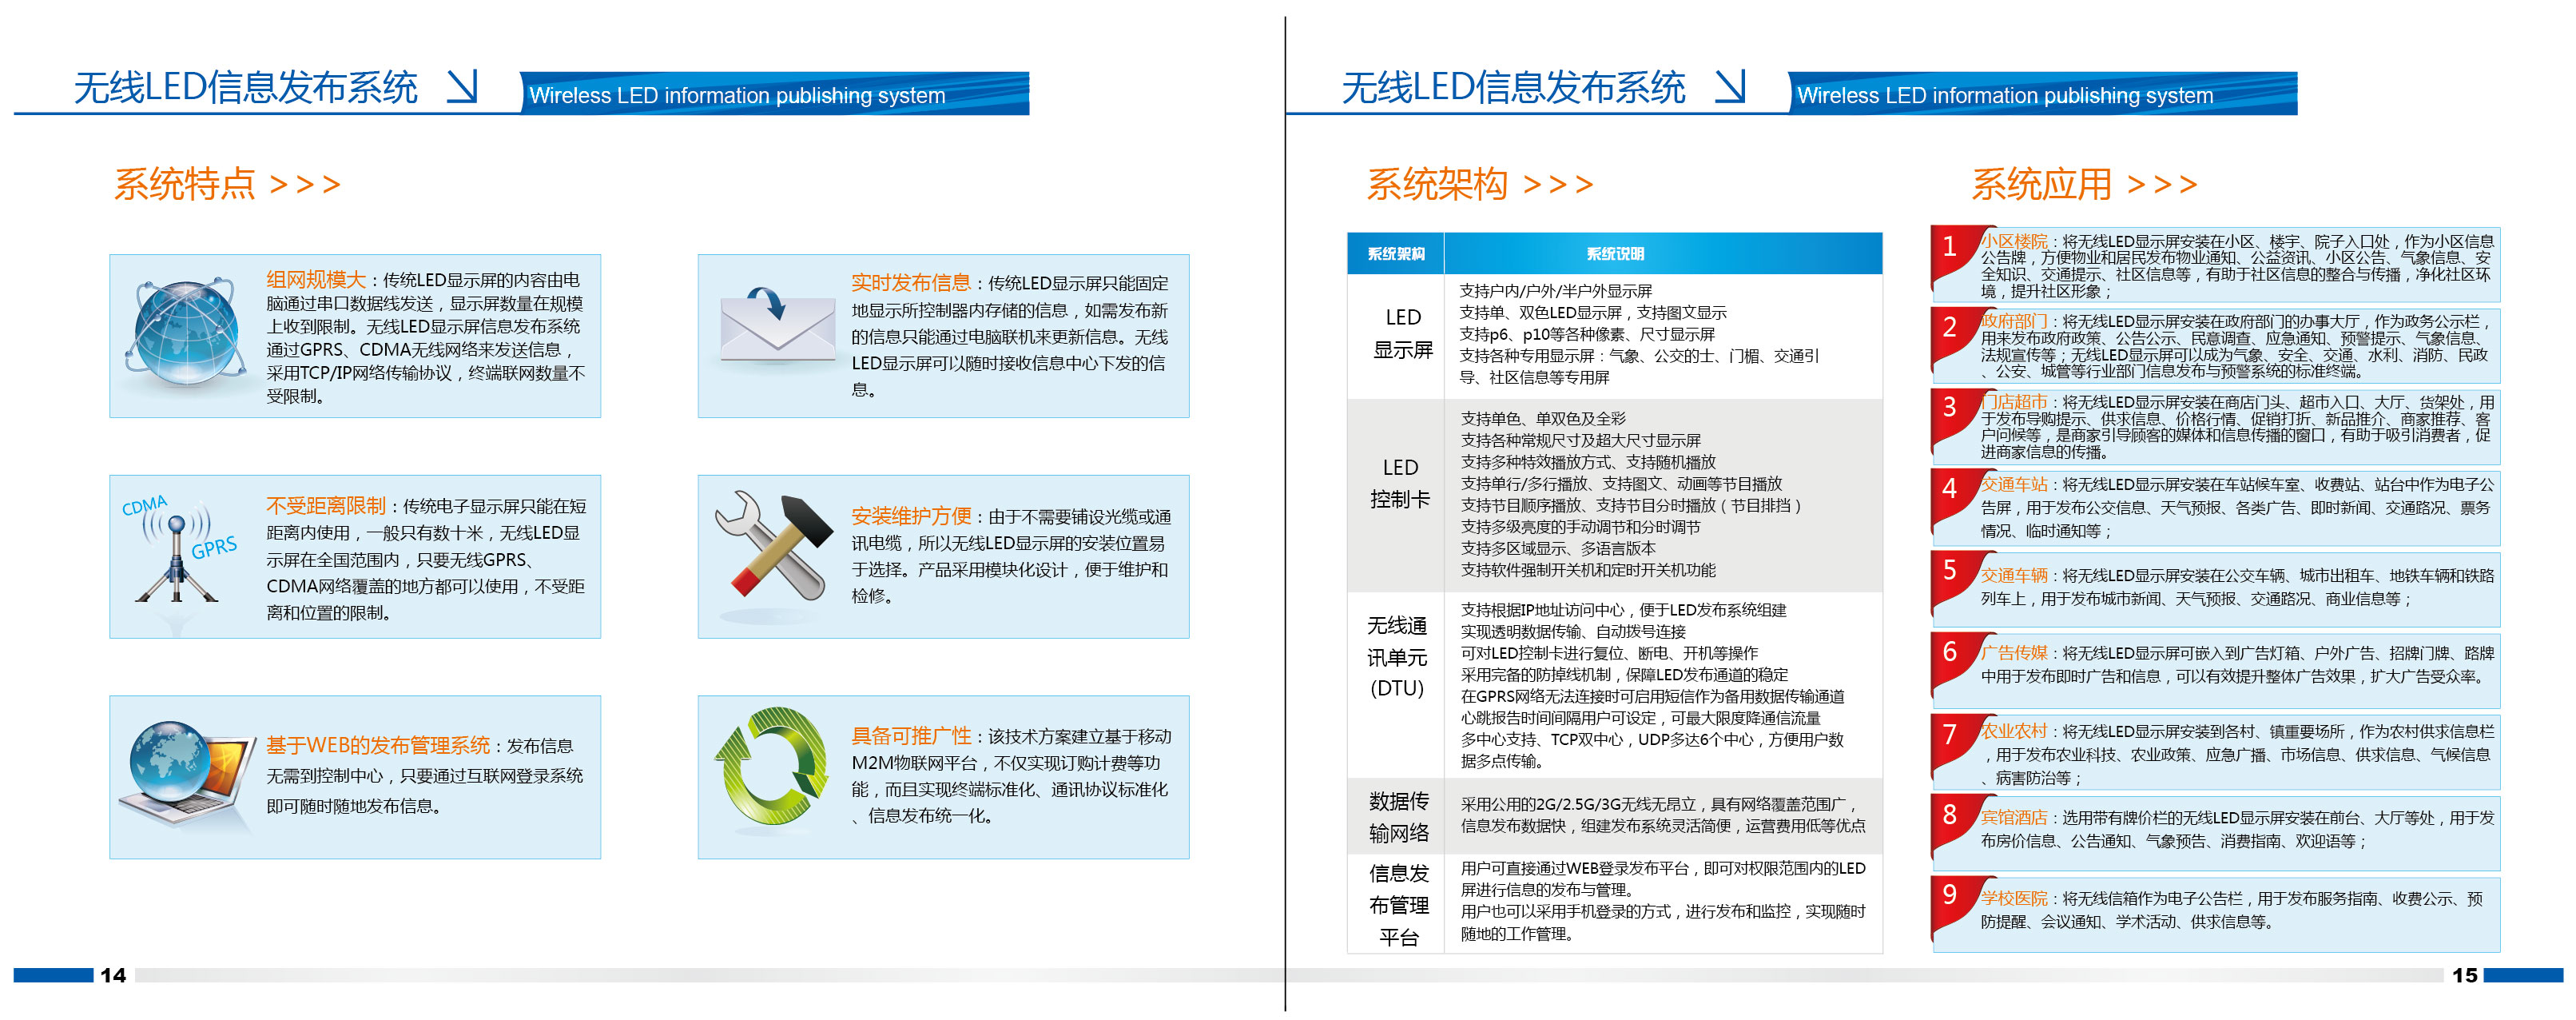 无线LED信息发布系统
Wireless LED information publishing system
系统特点 >>>
组网规模大：传统LED显示屏的内容由电
脑通过串口数据线发送，显示屏数量在规模
上收到限制。无线LED显示屏信息发布系统
通过GPRS、CDMA无线网络来发送信息，
采用TCP/IP网络传输协议，终端联网数量不
受限制。
实时发布信息：传统LED显示屏只能固定
地显示所控制器内存储的信息，如需发布新
的信息只能通过电脑联机来更新信息。无线
LED显示屏可以随时接收信息中心下发的信
息。
CDMA
GPRS
不受距离限制：传统电子显示屏只能在短
距离内使用，一般只有数十米，无线LED显
示屏在全国范围内，只要无线GPRS、
CDMA网络覆盖的地方都可以使用，不受距
离和位置的限制。
安装维护方便：由于不需要铺设光缆或通
讯电缆，所以无线LED显示屏的安装位置易
于选择。产品采用模块化设计，便于维护和
检修。
基于WEB的发布管理系统：发布信息
无需到控制中心，只要通过互联网登录系统
即可随时随地发布信息。
具备可推广性：该技术方案建立基于移动
M2M物联网平台，不仅实现订购计费等功
能，而且实现终端标准化、通讯协议标准化
、信息发布统一化。
14
无线LED信息发布系统
Wireless LED information publishing system
系统架构 >>>
系统架构 系统说明
LED
显示屏
支持户内/户外/半户外显示屏
支持单、双色LED显示屏，支持图文显示
支持p6、p10等各种像素、尺寸显示屏
支持各种专用显示屏：气象、公交的士、门楣、交通引
导、社区信息等专用屏
LED
控制卡
支持单色、单双色及全彩
支持各种常规尺寸及超大尺寸显示屏
支持多种特效播放方式、支持随机播放
支持单行/多行播放、支持图文、动画等节目播放
支持节目顺序播放、支持节目分时播放（节目排挡）
支持多级亮度的手动调节和分时调节
支持多区域显示、多语言版本
支持软件强制开关机和定时开关机功能
无线通
讯单元
(DTU)
支持根据IP地址访问中心，便于LED发布系统组建
实现透明数据传输、自动拨号连接
可对LED控制卡进行复位、断电、开机等操作
采用完备的防掉线机制，保障LED发布通道的稳定
在GPRS网络无法连接时可启用短信作为备用数据传输通道
心跳报告时间间隔用户可设定，可最大限度降通信流量
多中心支持、TCP双中心，UDP多达6个中心，方便用户数
据多点传输。
数据传
输网络
采用公用的2G/2.5G/3G无线无昂立，具有网络覆盖范围广，
信息发布数据快，组建发布系统灵活简便，运营费用低等优点
信息发
布管理
平台
用户可直接通过WEB登录发布平台，即可对权限范围内的LED
屏进行信息的发布与管理。
用户也可以采用手机登录的方式，进行发布和监控，实现随时
随地的工作管理。
系统应用 >>>
1
小区楼院：将无线LED显示屏安装在小区、楼宇、院子入口处，作为小区信息
公告牌，方便物业和居民发布物业通知、公益资讯、小区公告、气象信息、安
全知识、交通提示、社区信息等，有助于社区信息的整合与传播，净化社区环
境，提升社区形象；
2
政府部门：将无线LED显示屏安装在政府部门的办事大厅，作为政务公示栏，
用来发布政府政策、公告公示、民意调查、应急通知、预警提示、气象信息、
法规宣传等；无线LED显示屏可以成为气象、安全、交通、水利、消防、民政
、公安、城管等行业部门信息发布与预警系统的标准终端。
3
门店超市：将无线LED显示屏安装在商店门头、超市入口、大厅、货架处，用
于发布导购提示、供求信息、价格行情、促销打折、新品推介、商家推荐、客
户问候等，是商家引导顾客的媒体和信息传播的窗口，有助于吸引消费者，促
进商家信息的传播。
4
交通车站：将无线LED显示屏安装在车站候车室、收费站、站台中作为电子公
告屏，用于发布公交信息、天气预报、各类广告、即时新闻、交通路况、票务
情况、临时通知等；
5
交通车辆：将无线LED显示屏安装在公交车辆、城市出租车、地铁车辆和铁路
列车上，用于发布城市新闻、天气预报、交通路况、商业信息等；
6
广告传媒：将无线LED显示屏可嵌入到广告灯箱、户外广告、招牌门牌、路牌
中用于发布即时广告和信息，可以有效提升整体广告效果，扩大广告受众率。
7
农业农村：将无线LED显示屏安装到各村、镇重要场所，作为农村供求信息栏
，用于发布农业科技、农业政策、应急广播、市场信息、供求信息、气候信息
、病害防治等；
8
宾馆酒店：选用带有牌价栏的无线LED显示屏安装在前台、大厅等处，用于发
布房价信息、公告通知、气象预告、消费指南、欢迎语等；
9
学校医院：将无线信箱作为电子公告栏，用于发布服务指南、收费公示、预
防提醒、会议通知、学术活动、供求信息等。
15